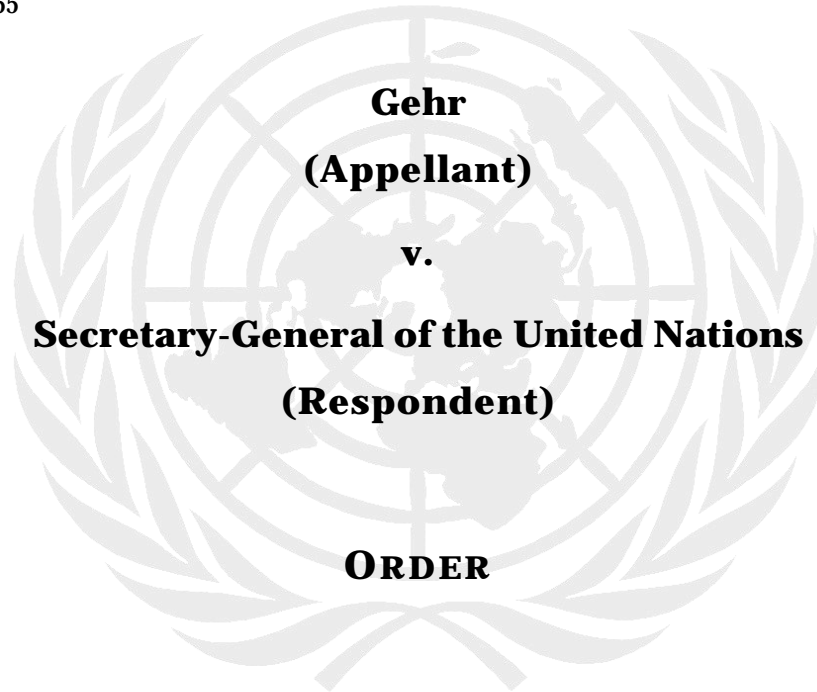 Gehr
(Appellant)
v.
Secretary-General of the United Nations
(Respondent)
ORDER